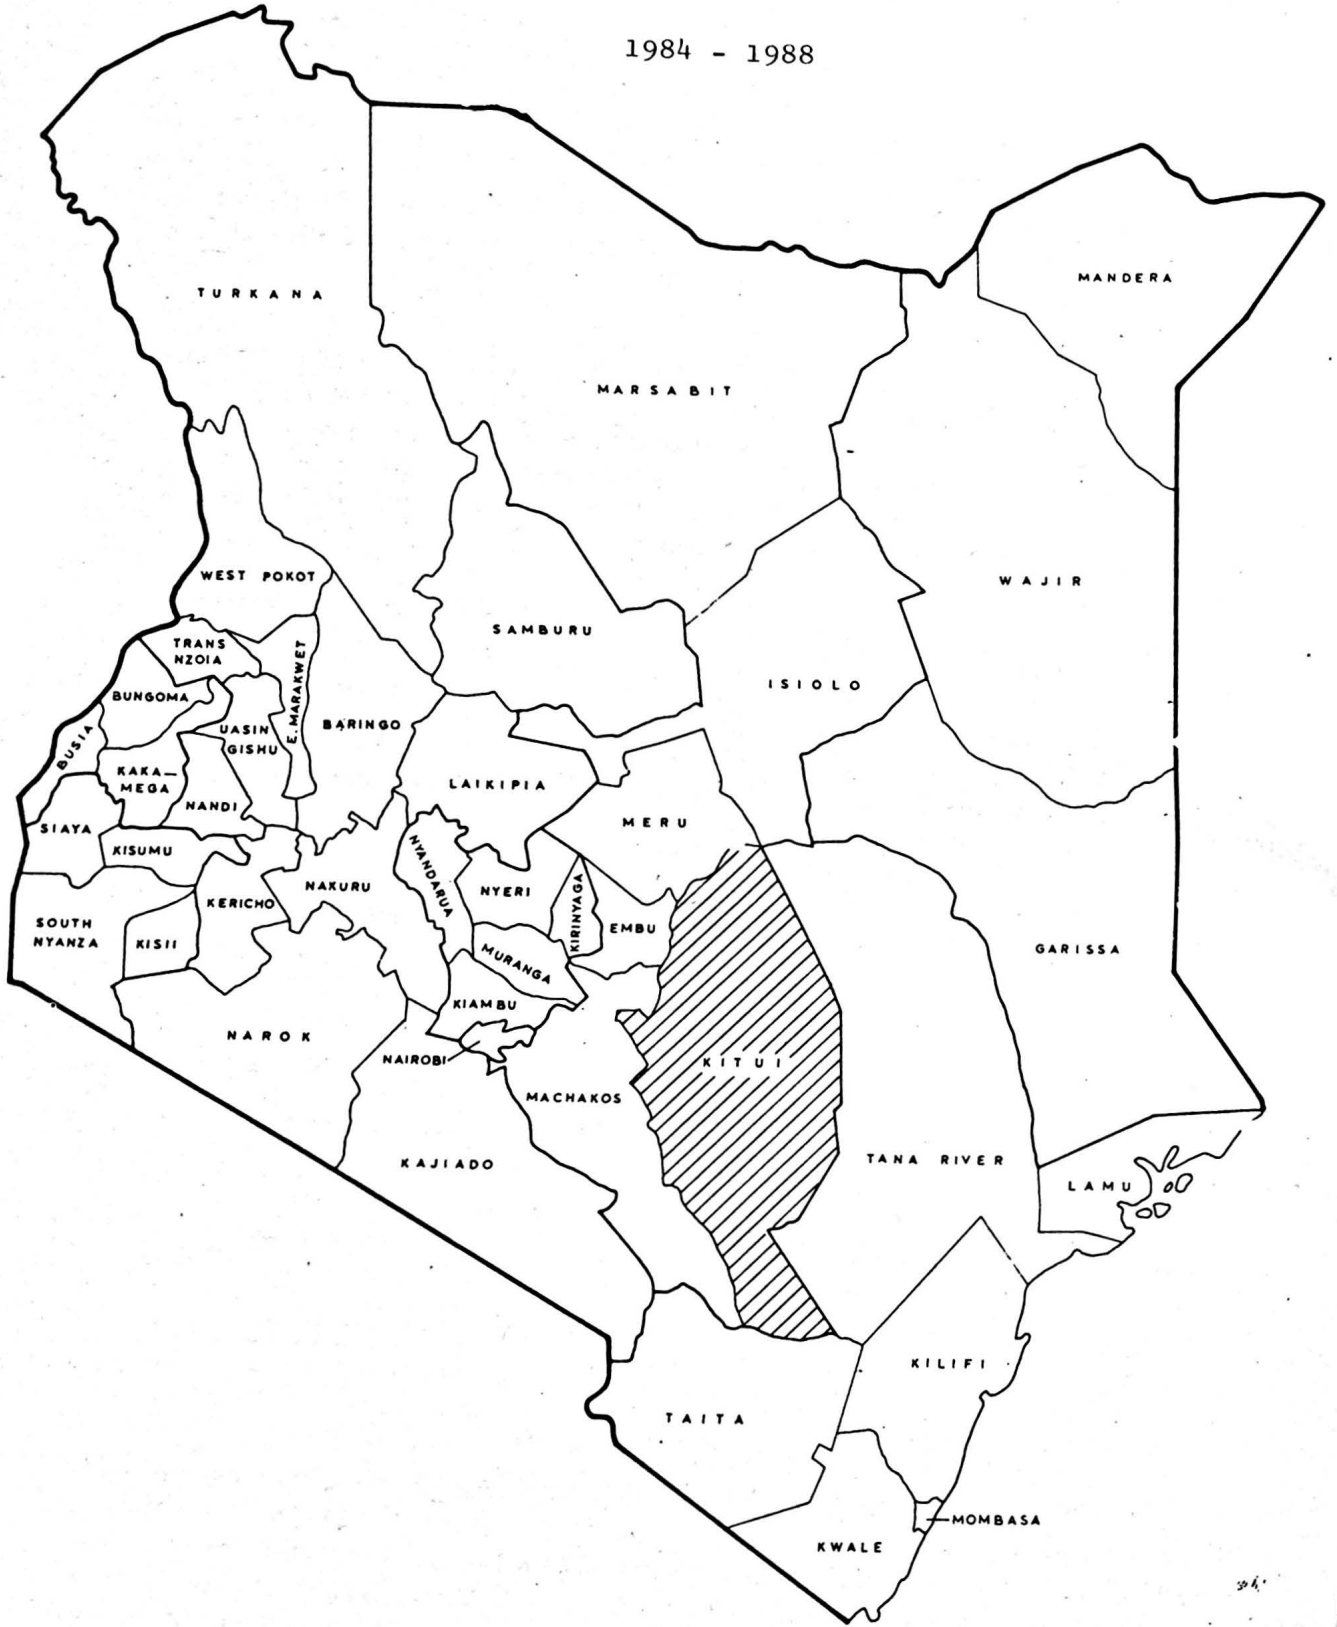 1984 - 1988
TURKANA
MANDERA
MARSABIT
WEST POKOT
WAJIR
SAMBURU
TRANS
NZOIA
ISIOLO
BUNGOMA
E. MARAKWET
BARINGO
UASIN
GISHU
BUSIA
KAKA—
MEGA
LAIKIPIA
NANDI
MERU
SIAYA
KISUMU
NYANDARUA
NAKURU
NYERI
KERICHO
KIRINYAGA
SOUTH
NYANZA
KISII
EMBU
GARISSA
MURANGA
KIAMBU
NAROK
NAIROBI
KITUI
MACHAKOS
KAJIADO
TANA RIVER
LAMU
KILIFI
TAITA
MOMBASA
KWALE